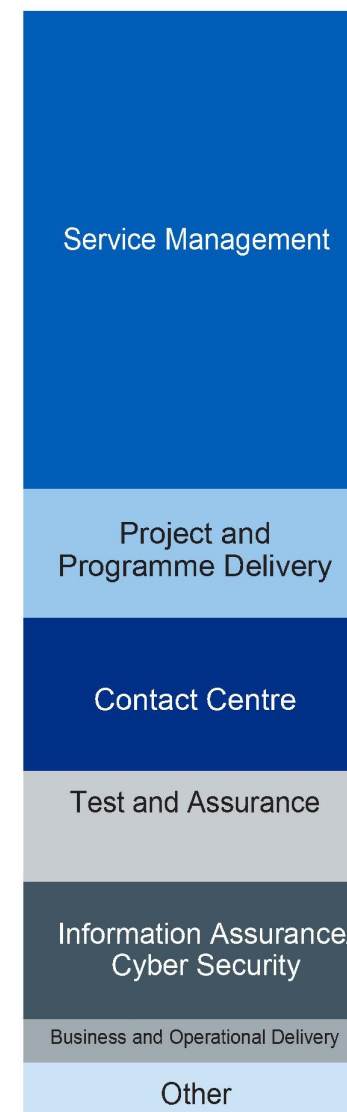 Service Management
Project and
Programme Delivery
Contact Centre
Test and Assurance
Information Assurance/
Cyber Security
Business and Operational Delivery
Other